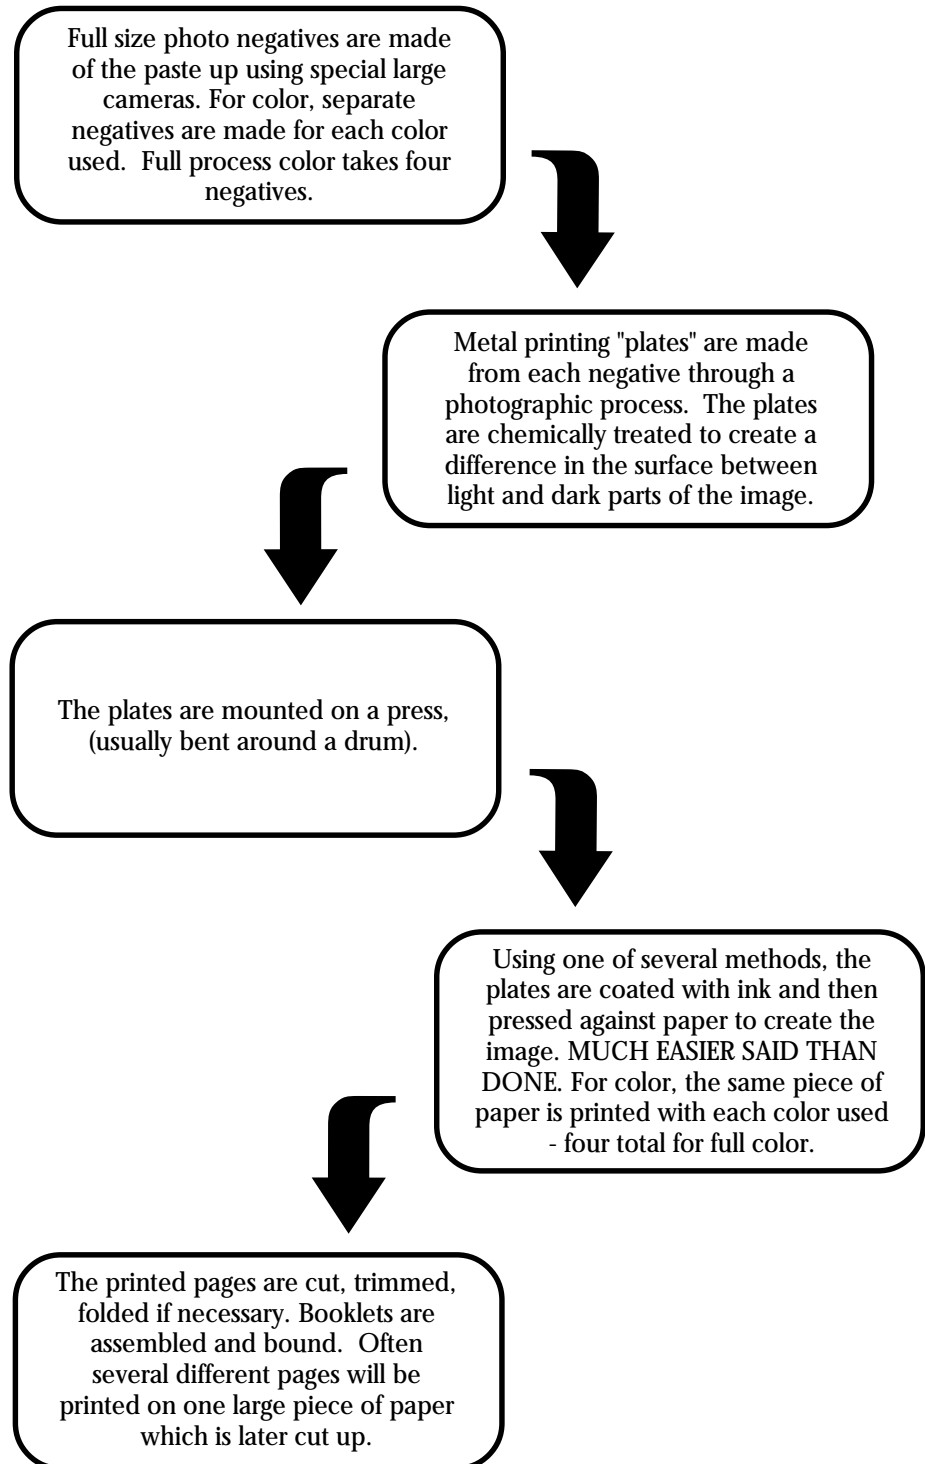 Full size photo negatives are made
of the paste up using special large
cameras. For color, separate
negatives are made for each color
used.  Full process color takes four
negatives.
Metal printing "plates" are made
from each negative through a
photographic process.  The plates
are chemically treated to create a
difference in the surface between
light and dark parts of the image.
The plates are mounted on a press,
(usually bent around a drum).
Using one of several methods, the
plates are coated with ink and then
pressed against paper to create the
image. MUCH EASIER SAID THAN
DONE. For color, the same piece of
paper is printed with each color used
- four total for full color.
The printed pages are cut, trimmed,
folded if necessary. Booklets are
assembled and bound.  Often
several different pages will be
printed on one large piece of paper
which is later cut up.